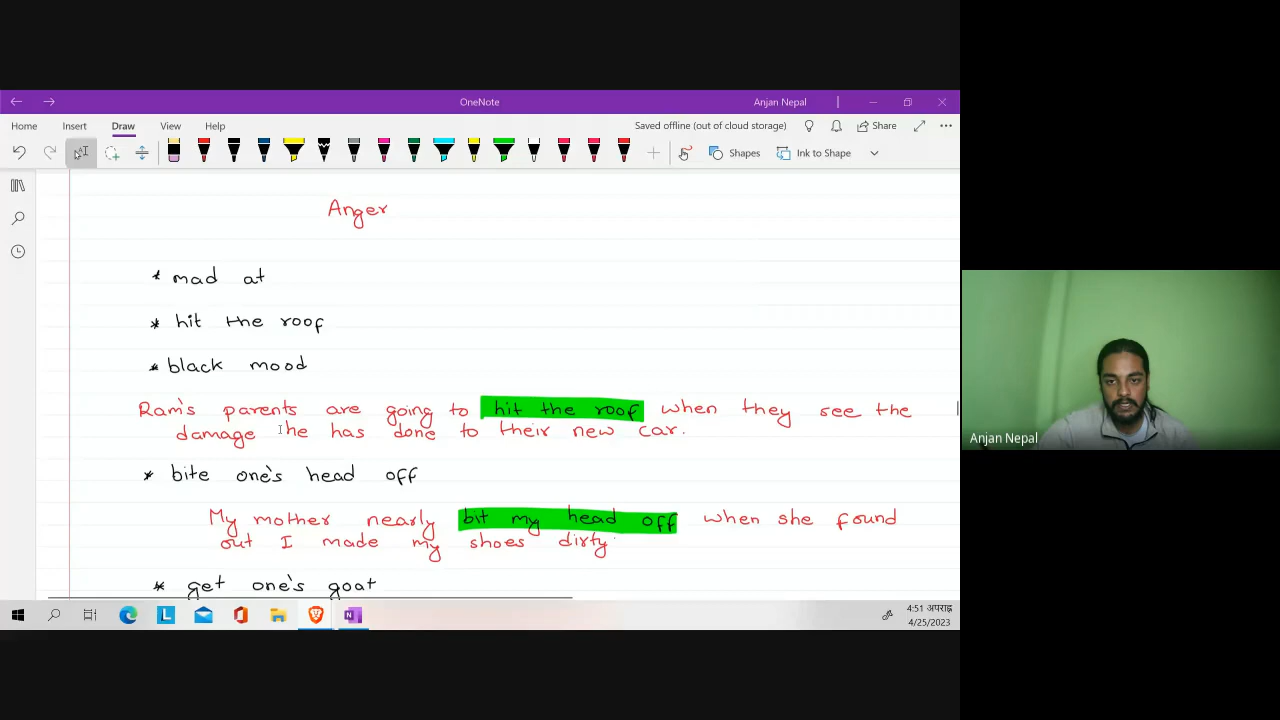 OneNote
Anjan Nepal
Home Insert Draw View Help
Saved offline (out of cloud storage)
Share
Shapes
Ink to Shape
Anger
* mad at
* hit the roof
* black mood
Ram's parents are going to hit the roof when they see the
damage he has done to their new car.
* bite one's head off
My mother nearly bit my head off when she found
out I made my shoes dirty.
* get one's goat
Anjan Nepal
4:51 अपराह्न
4/25/2023